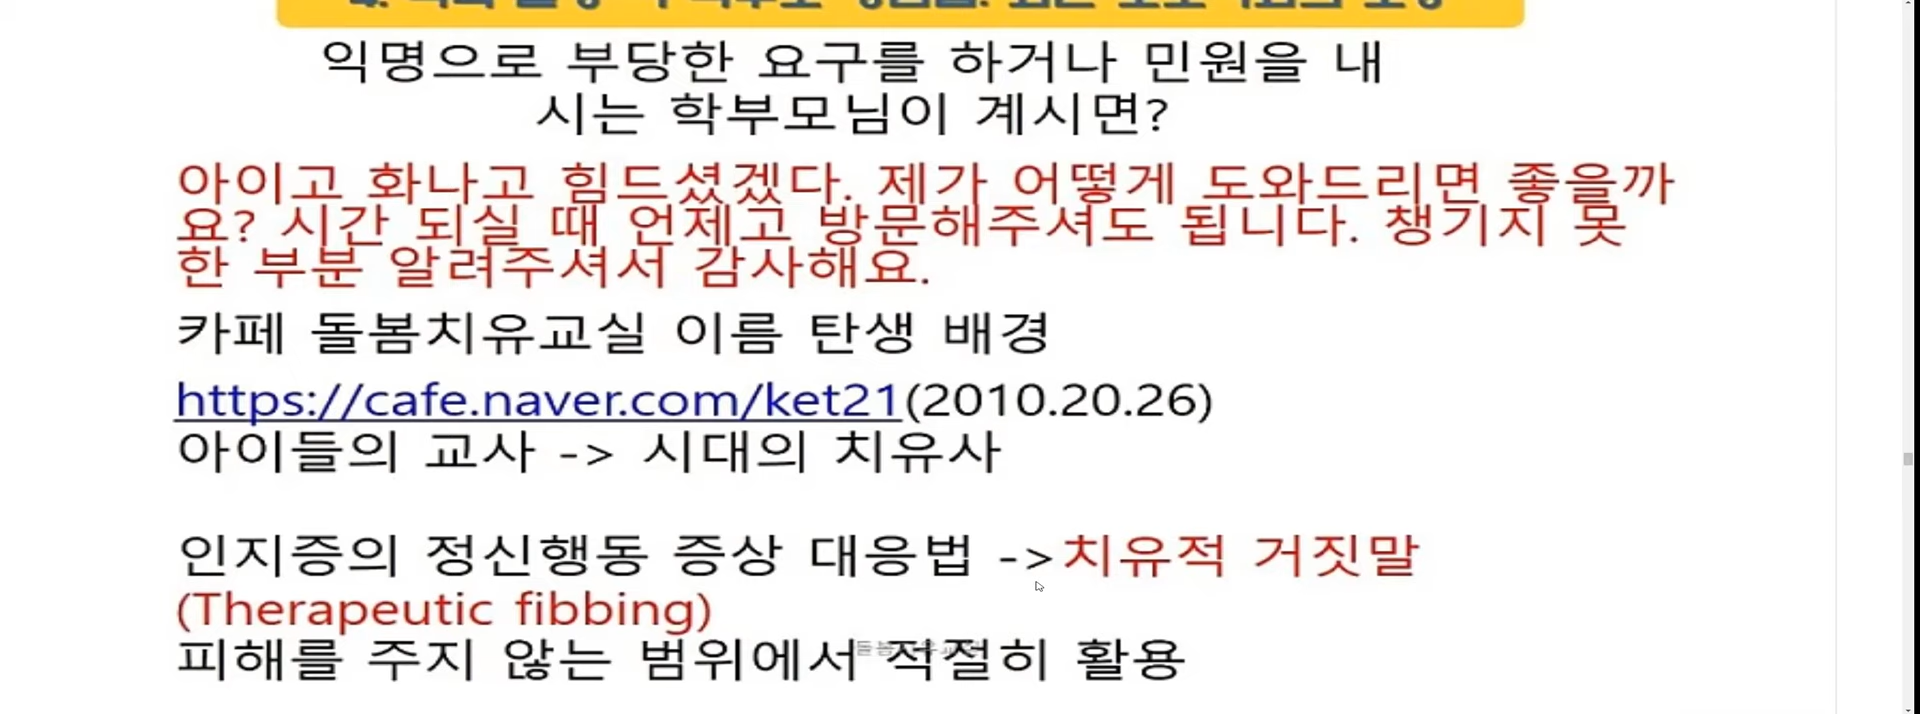 익명으로 부당한 요구를 하거나 민원을 내
시는 학부모님이 계시면?
아이고 화나고 힘드셨겠다. 제가 어떻게 도와드리면 좋을까
요? 시간 되실 때 언제고 방문해주셔도 됩니다. 챙기지 못
한 부분 알려주셔서 감사해요.
카페 돌봄치유교실 이름 탄생 배경
https://cafe.naver.com/ket21(2010.20.26)
아이들의 교사 -> 시대의 치유사
인지증의 정신행동 증상 대응법 ->치유적 거짓말
(Therapeutic fibbing)
피해를 주지 않는 범위에서 적절히 활용